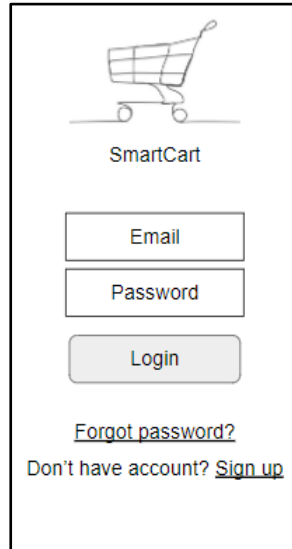 SmartCart
Email
Password
Login
Forgot password?
Don't have account? Sign up